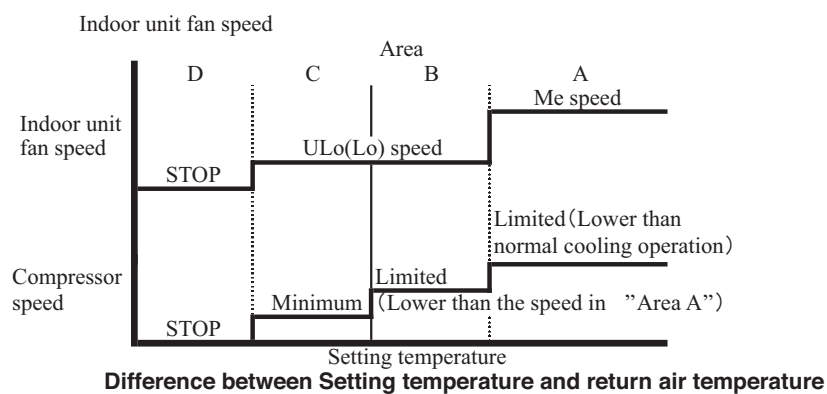 Indoor unit fan speed
Area
D C B A
Me speed
Indoor unit
fan speed
ULo(Lo) speed
STOP
Limited (Lower than
normal cooling operation)
Compressor
speed
Limited
Minimum (Lower than the speed in ”Area A”)
STOP
Setting temperature
Difference between Setting temperature and return air temperature